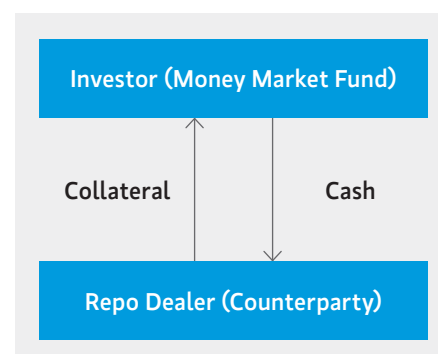 Investor (Money Market Fund)
Collateral
Cash
Repo Dealer (Counterparty)